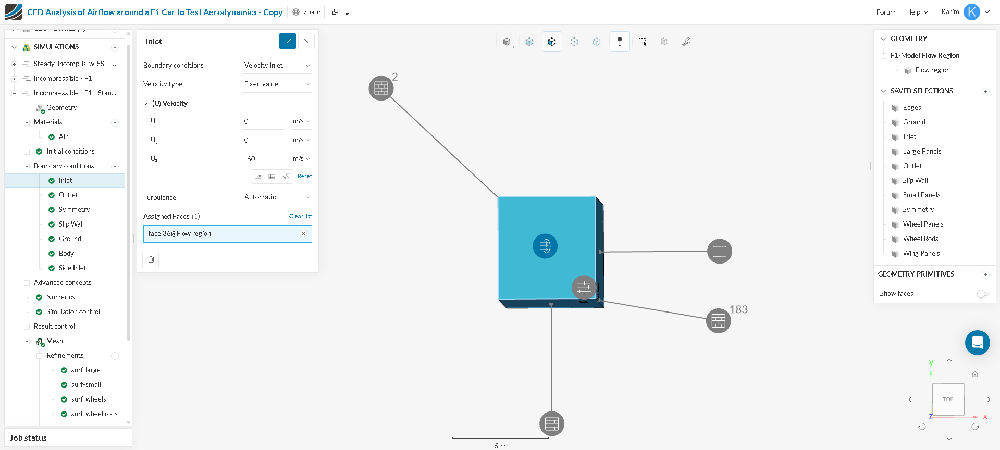 CFD Analysis of Airflow around a F1 Car to Test Aerodynamics - Copy
Share
Forum
Help
Karim
K
GEOMETRIES (4)
SIMULATIONS
Steady-Incomp-K_w_SST_...
Incompressible - F1
Incompressible - F1 - Stan...
Geometry
Materials
Air
Initial conditions
Boundary conditions
Inlet
Outlet
Symmetry
Slip Wall
Ground
Body
Side Inlet
Advanced concepts
Numerics
Simulation control
Result control
Mesh
Refinements
surf-large
surf-small
surf-wheels
surf-wheel rods
Job status
Inlet
Boundary conditions Velocity inlet
Velocity type Fixed value
(U) Velocity
Ux 0 m/s
Uy 0 m/s
Uz -60 m/s
√x Reset
Turbulence Automatic
Assigned Faces (1) Clear list
face 36@Flow region
2
183
5 m
GEOMETRY
F1-Model Flow Region
Flow region
SAVED SELECTIONS
Edges
Ground
Inlet
Large Panels
Outlet
Slip Wall
Small Panels
Symmetry
Wheel Panels
Wheel Rods
Wing Panels
GEOMETRY PRIMITIVES
Show faces
y
TOP
z
x